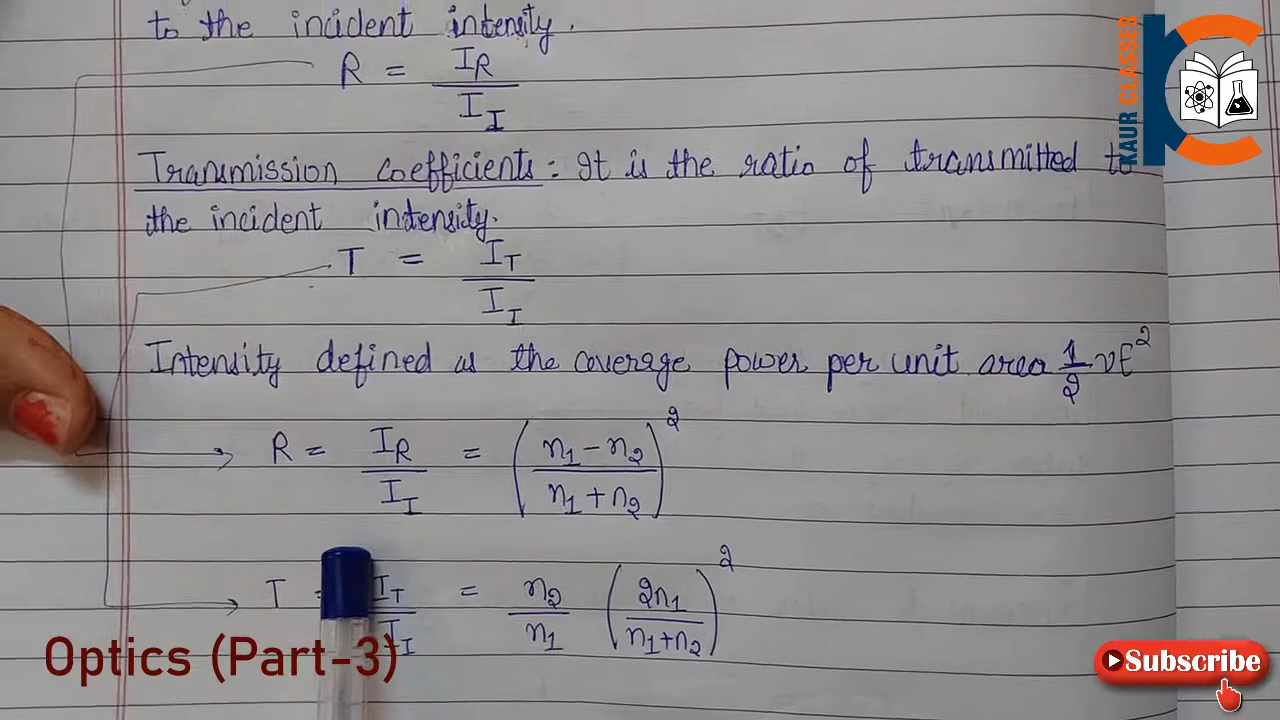 to the incident intensity.
R = I_R / I_I
Transmission coefficients : It is the ratio of transmitted to
the incident intensity.
T = I_T / I_I
Intensity defined as the average power per unit area 1/2 vE²
R = I_R / I_I = (n₁ - n₂ / n₁ + n₂)²
T = I_T / I_I = n₂ / n₁ (2n₁ / n₁+n₂)²
KAUR CLASSES
Optics (Part-3)
Subscribe